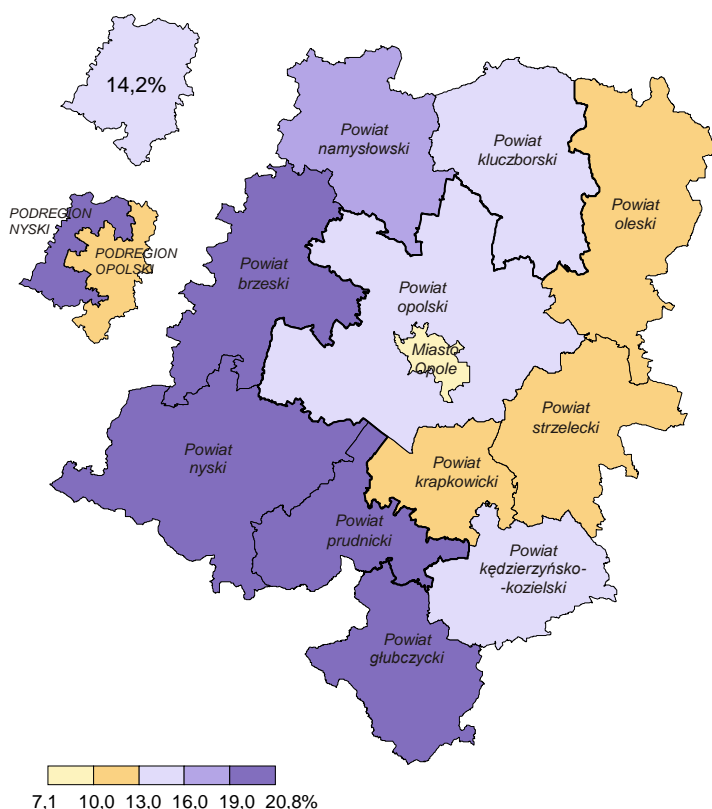 14,2%
PODREGION
NYSKI
PODREGION
OPOLSKI
Powiat
namysłowski
Powiat
kluczborski
Powiat
oleski
Powiat
brzeski
Powiat
opolski
Miasto
Opole
Powiat
strzelecki
Powiat
nyski
Powiat
krapkowicki
Powiat
prudnicki
Powiat
kędzierzyńsko-
-kozielski
Powiat
głubczycki
7,1 10,0 13,0 16,0 19,0 20,8%